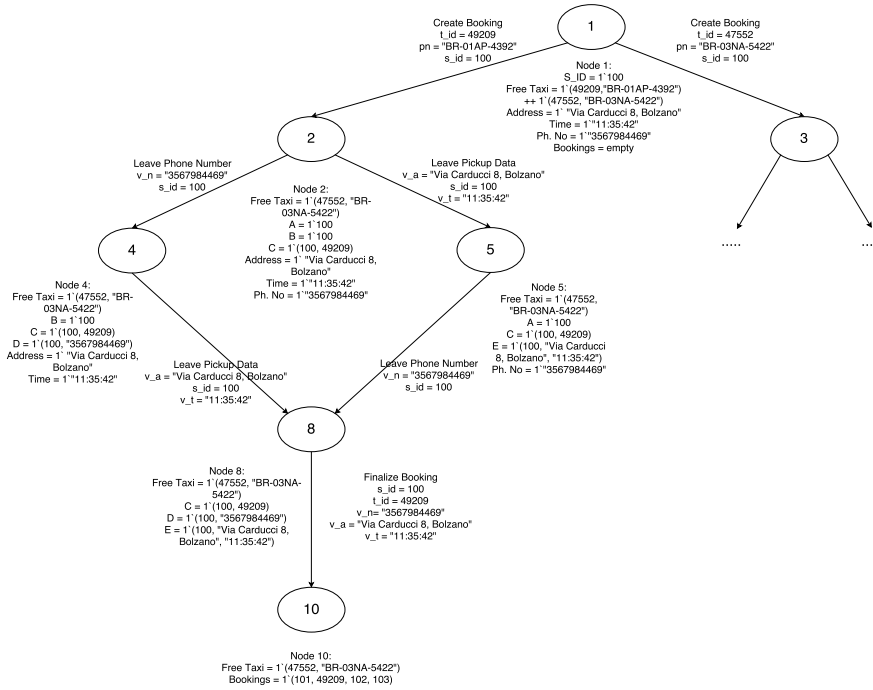 Create Booking
t_id = 49209
pn = "BR-01AP-4392"
s_id = 100
1
Create Booking
t_id = 47552
pn = "BR-03NA-5422"
s_id = 100
Node 1:
S_ID = 1`100
Free Taxi = 1`(49209,"BR-01AP-4392")
++ 1`(47552, "BR-03NA-5422")
Address = 1` "Via Carducci 8, Bolzano"
Time = 1`"11:35:42"
Ph. No = 1`"3567984469"
Bookings = empty
2
3
Leave Phone Number
v_n = "3567984469"
s_id = 100
Leave Pickup Data
v_a = "Via Carducci 8, Bolzano"
s_id = 100
v_t = "11:35:42"
Node 2:
Free Taxi = 1`(47552, "BR-
03NA-5422")
A = 1`100
B = 1`100
C = 1`(100, 49209)
Address = 1` "Via Carducci 8,
Bolzano"
Time = 1`"11:35:42"
Ph. No = 1`"3567984469"
4
5
.....
...
Node 4:
Free Taxi = 1`(47552, "BR-
03NA-5422")
B = 1`100
C = 1`(100, 49209)
D = 1`(100, "3567984469")
Address = 1` "Via Carducci 8,
Bolzano"
Time = 1`"11:35:42"
Node 5:
Free Taxi = 1`(47552,
"BR-03NA-5422")
A = 1`100
C = 1`(100, 49209)
E = 1`(100, "Via Carducci
8, Bolzano", "11:35:42")
Ph. No = 1`"3567984469"
Leave Pickup Data
v_a = "Via Carducci 8, Bolzano"
s_id = 100
v_t = "11:35:42"
Leave Phone Number
v_n = "3567984469"
s_id = 100
8
Node 8:
Free Taxi = 1`(47552, "BR-03NA-
5422")
C = 1`(100, 49209)
D = 1`(100, "3567984469")
E = 1`(100, "Via Carducci 8,
Bolzano", "11:35:42")
Finalize Booking
s_id = 100
t_id = 49209
v_n= "3567984469"
v_a = "Via Carducci 8, Bolzano"
v_t = "11:35:42"
10
Node 10:
Free Taxi = 1`(47552, "BR-03NA-5422")
Bookings = 1`(101, 49209, 102, 103)